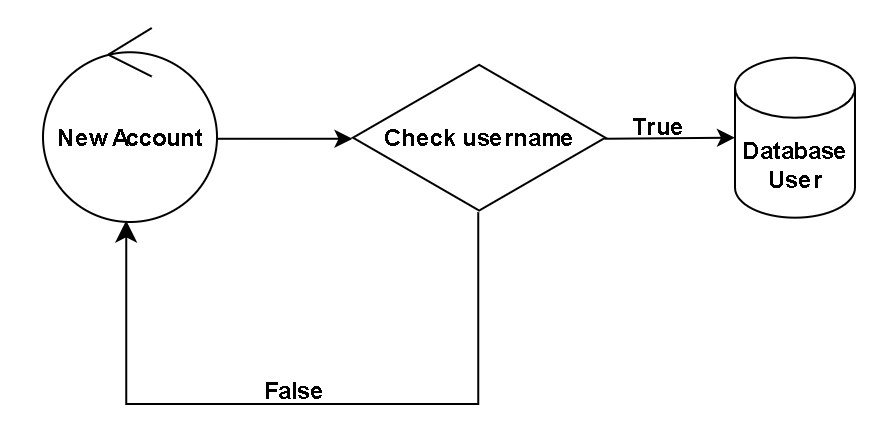 New Account
Check username
True
Database
User
False